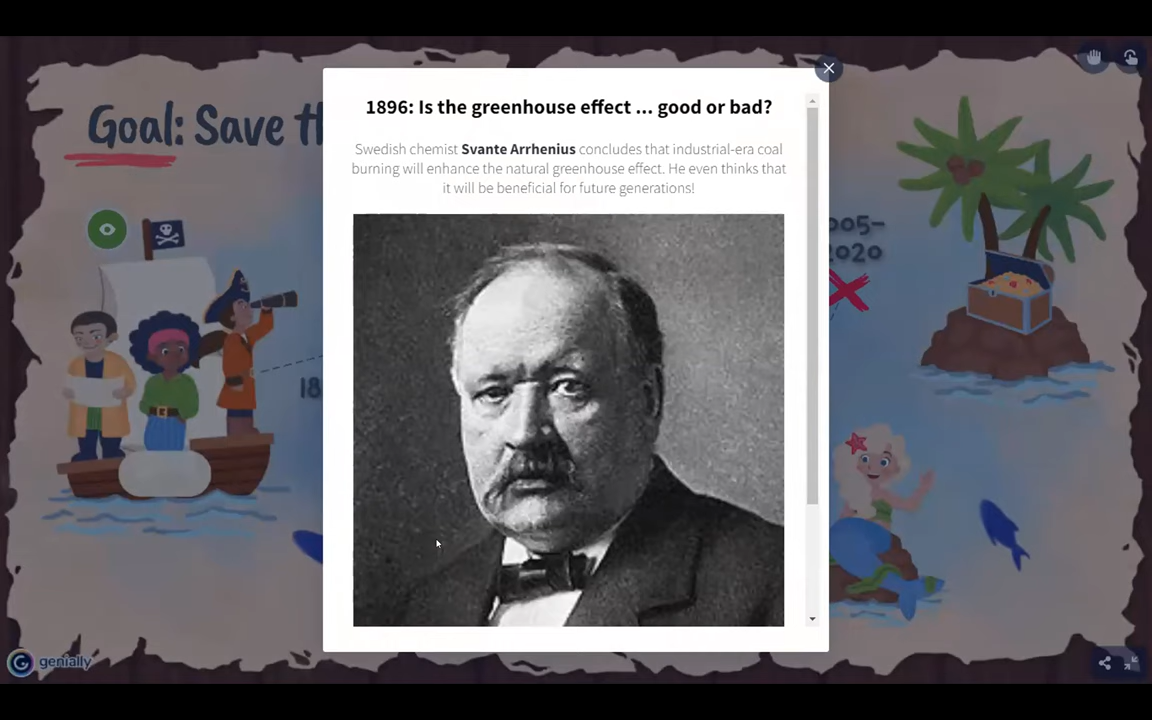 Goal: Save th
1896: Is the greenhouse effect ... good or bad?
Swedish chemist Svante Arrhenius concludes that industrial-era coal
burning will enhance the natural greenhouse effect. He even thinks that
it will be beneficial for future generations!
005-
2020
18
genially